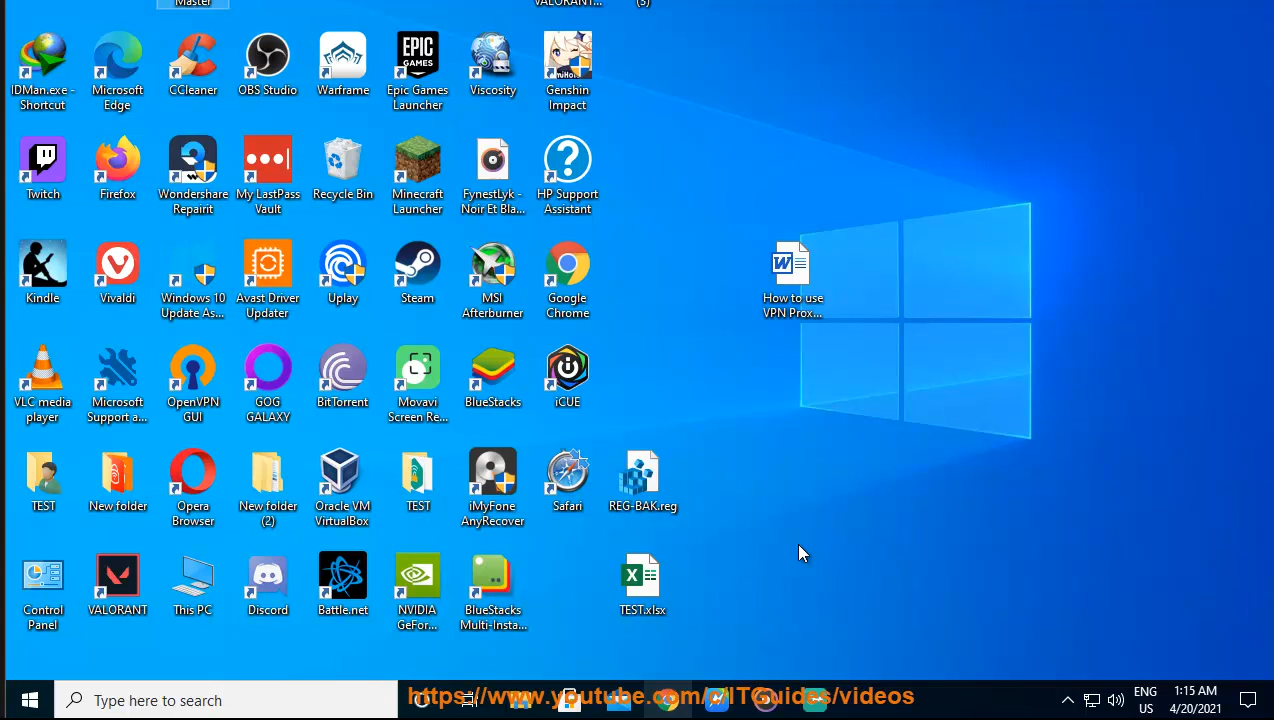 Master
VALORANT...
(3)
IDMan.exe -
Shortcut
Microsoft
Edge
CCleaner
OBS Studio
Warframe
EPIC
GAMES
Epic Games
Launcher
Viscosity
Genshin
Impact
Twitch
Firefox
Wondershare
Repairit
My LastPass
Vault
Recycle Bin
Minecraft
Launcher
FynestLyk -
Noir Et Bla...
HP Support
Assistant
Kindle
Vivaldi
Windows 10
Update As...
Avast Driver
Updater
Uplay
Steam
MSI
Afterburner
Google
Chrome
W
How to use
VPN Prox...
VLC media
player
Microsoft
Support a...
OpenVPN
GUI
GOG
GALAXY
BitTorrent
Movavi
Screen Re...
BlueStacks
iCUE
TEST
New folder
Opera
Browser
New folder
(2)
Oracle VM
VirtualBox
TEST
iMyFone
AnyRecover
Safari
REG-BAK.reg
Control
Panel
VALORANT
This PC
Discord
Battle.net
NVIDIA
GeFor...
BlueStacks
Multi-Insta...
X
TEST.xlsx
Type here to search
https://www.youtube.com/c/ITGuides/videos
ENG
US
1:15 AM
4/20/2021